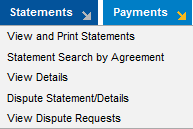 Statements Payments
View and Print Statements
Statement Search by Agreement
View Details
Dispute Statement/Details
View Dispute Requests